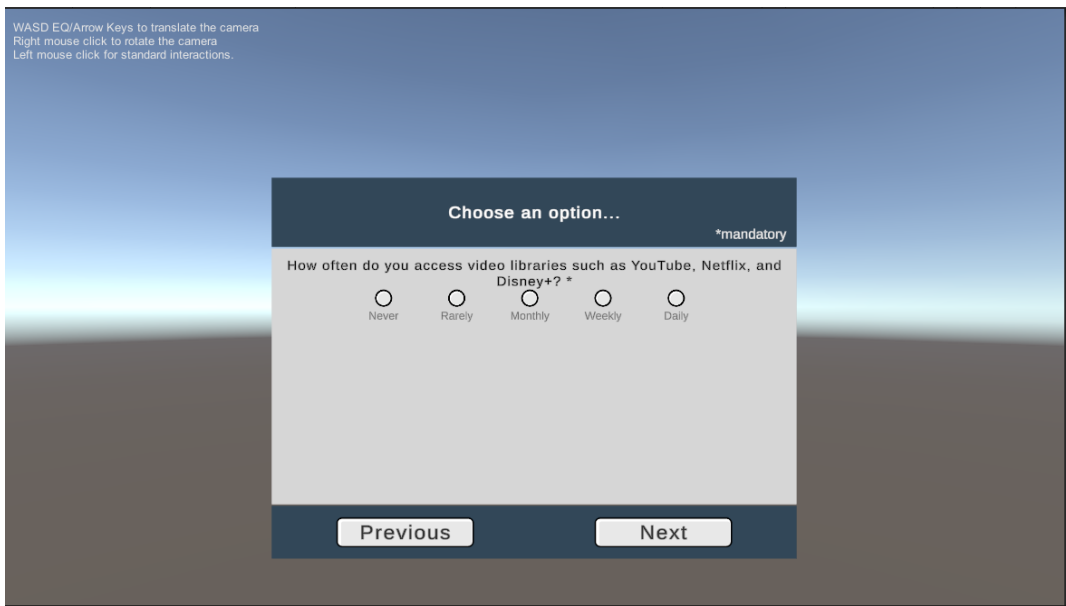 WASD EQ/Arrow Keys to translate the camera
Right mouse click to rotate the camera
Left mouse click for standard interactions.
Choose an option...
*mandatory
How often do you access video libraries such as YouTube, Netflix, and
Disney+? *
Never Rarely Monthly Weekly Daily
Previous Next